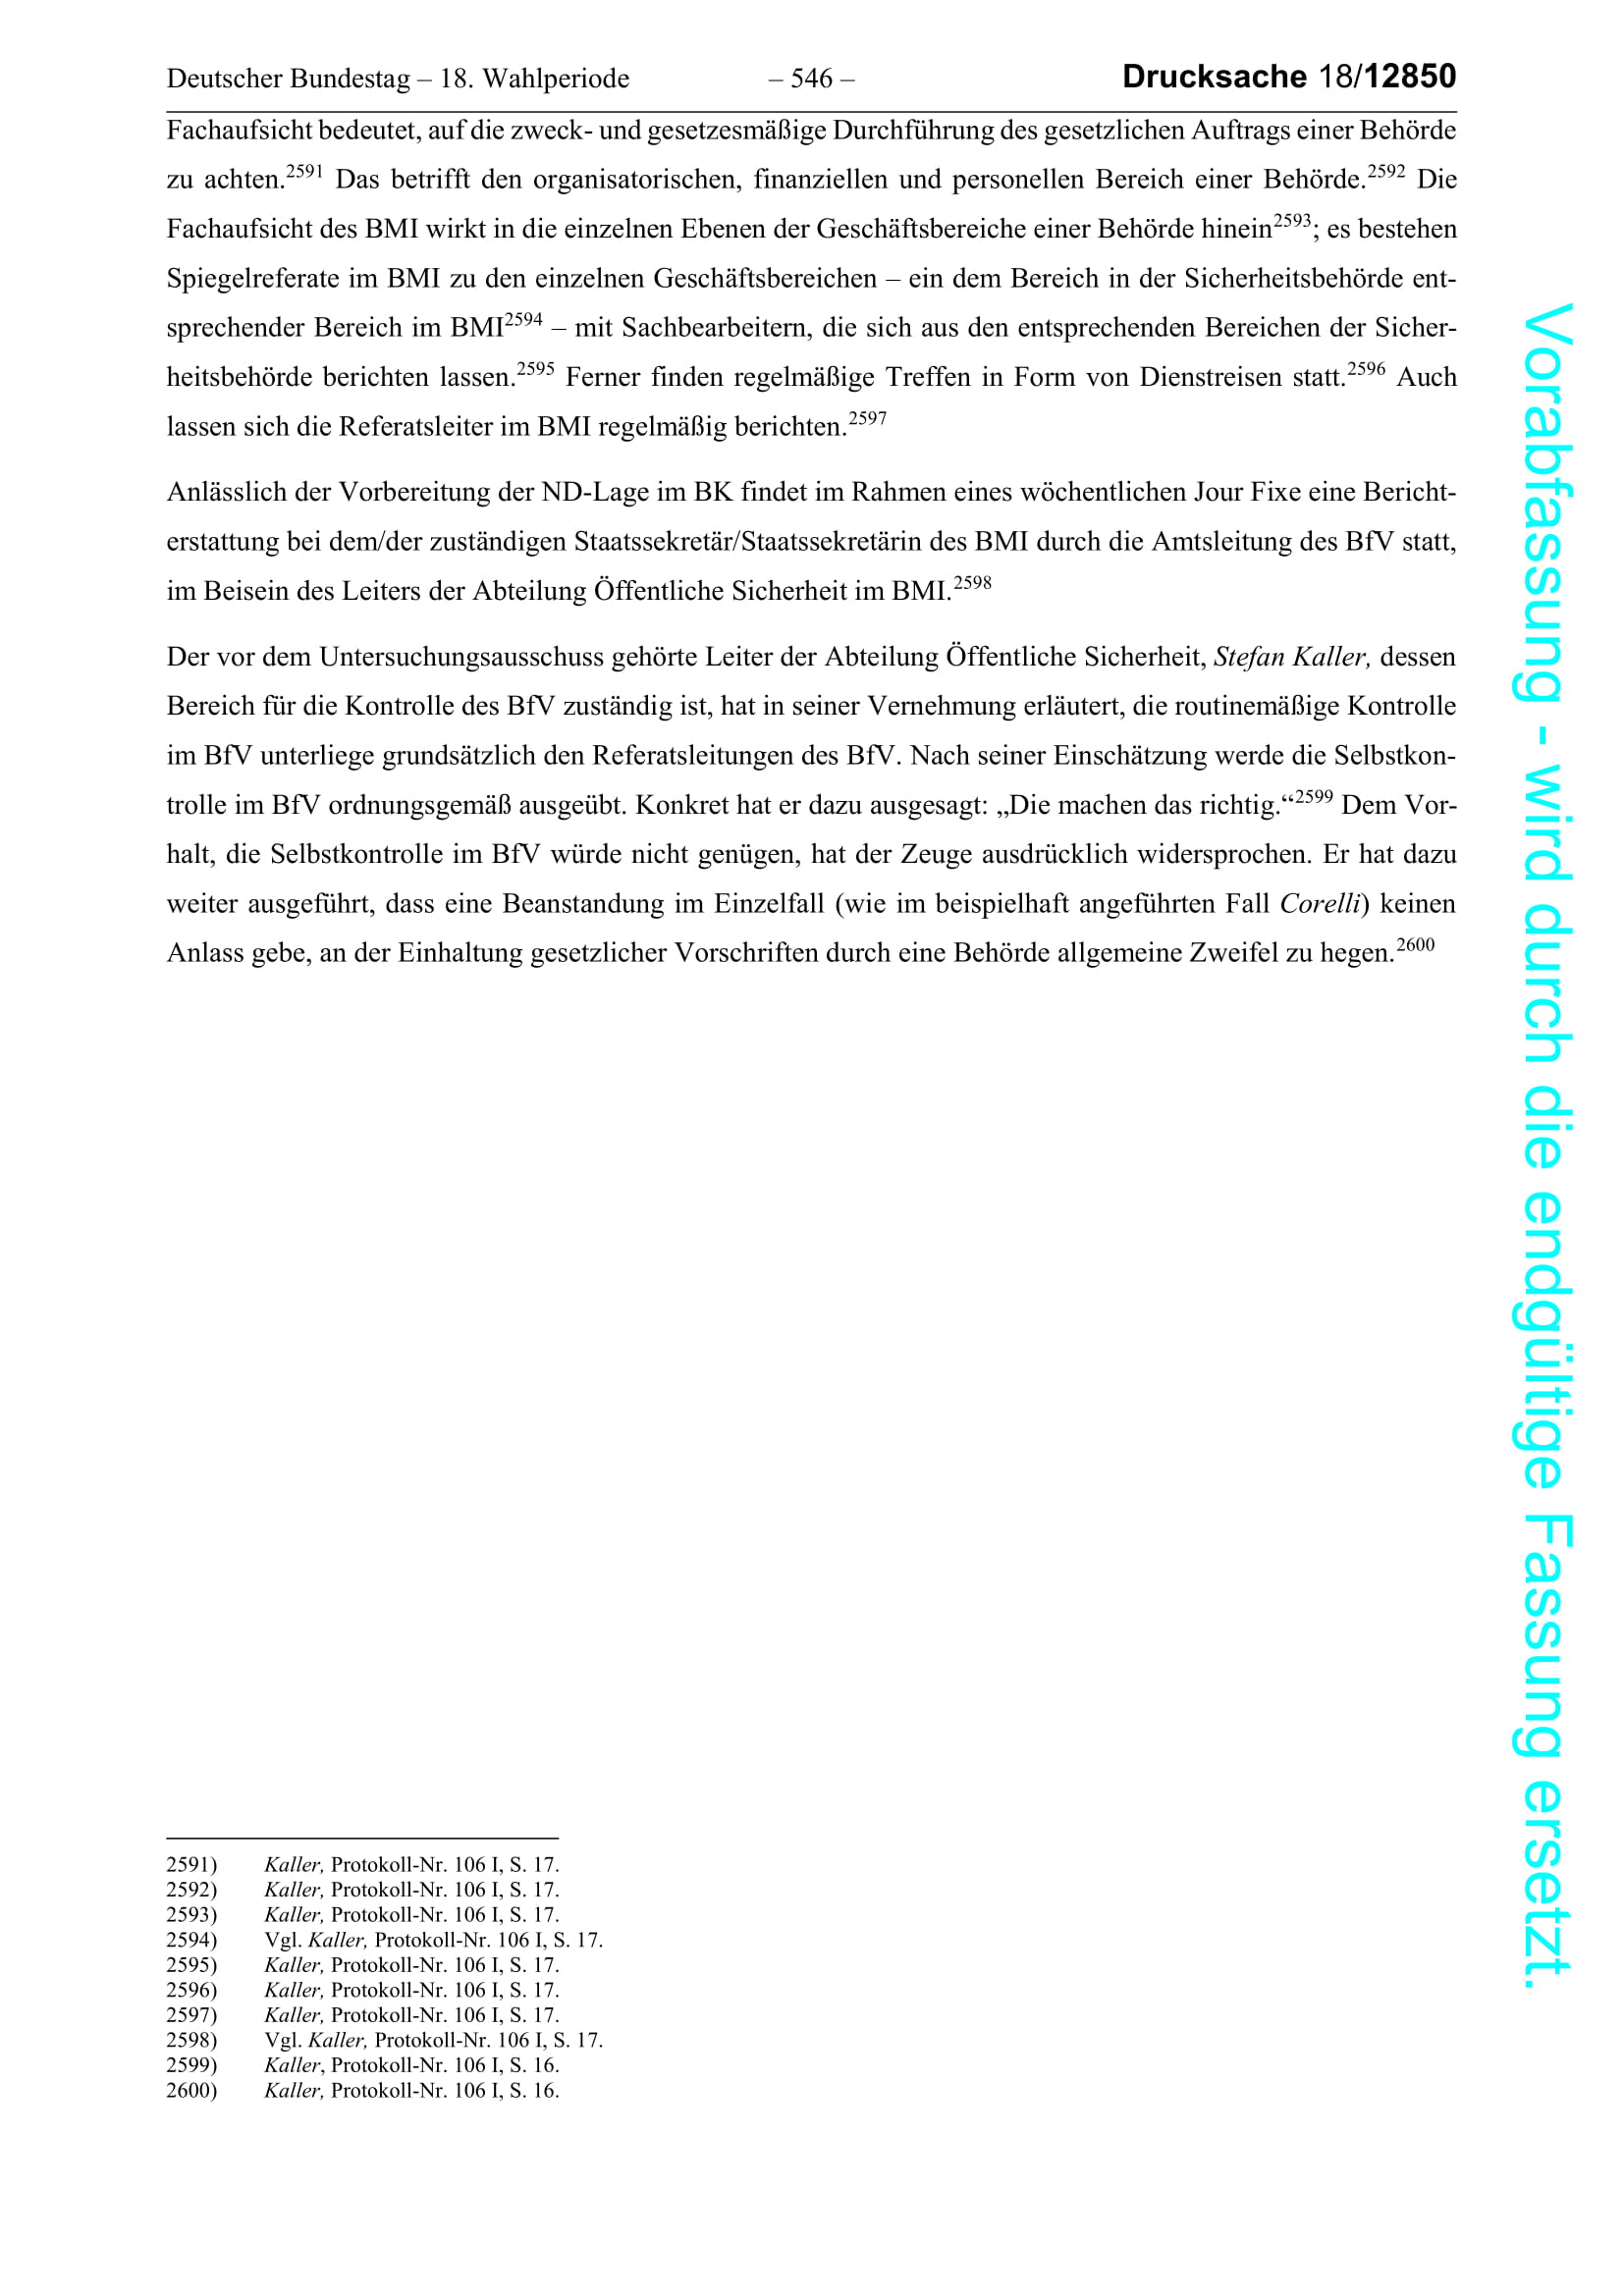 Deutscher Bundestag – 18. Wahlperiode – 546 – Drucksache 18/12850
Fachaufsicht bedeutet, auf die zweck- und gesetzesmäßige Durchführung des gesetzlichen Auftrags einer Behörde
zu achten.2591 Das betrifft den organisatorischen, finanziellen und personellen Bereich einer Behörde.2592 Die
Fachaufsicht des BMI wirkt in die einzelnen Ebenen der Geschäftsbereiche einer Behörde hinein2593; es bestehen
Spiegelreferate im BMI zu den einzelnen Geschäftsbereichen – ein dem Bereich in der Sicherheitsbehörde ent-
sprechender Bereich im BMI2594 – mit Sachbearbeitern, die sich aus den entsprechenden Bereichen der Sicher-
heitsbehörde berichten lassen.2595 Ferner finden regelmäßige Treffen in Form von Dienstreisen statt.2596 Auch
lassen sich die Referatsleiter im BMI regelmäßig berichten.2597
Anlässlich der Vorbereitung der ND-Lage im BK findet im Rahmen eines wöchentlichen Jour Fixe eine Bericht-
erstattung bei dem/der zuständigen Staatssekretär/Staatssekretärin des BMI durch die Amtsleitung des BfV statt,
im Beisein des Leiters der Abteilung Öffentliche Sicherheit im BMI.2598
Der vor dem Untersuchungsausschuss gehörte Leiter der Abteilung Öffentliche Sicherheit, Stefan Kaller, dessen
Bereich für die Kontrolle des BfV zuständig ist, hat in seiner Vernehmung erläutert, die routinemäßige Kontrolle
im BfV unterliege grundsätzlich den Referatsleitungen des BfV. Nach seiner Einschätzung werde die Selbstkon-
trolle im BfV ordnungsgemäß ausgeübt. Konkret hat er dazu ausgesagt: „Die machen das richtig.“2599 Dem Vor-
halt, die Selbstkontrolle im BfV würde nicht genügen, hat der Zeuge ausdrücklich widersprochen. Er hat dazu
weiter ausgeführt, dass eine Beanstandung im Einzelfall (wie im beispielhaft angeführten Fall Corelli) keinen
Anlass gebe, an der Einhaltung gesetzlicher Vorschriften durch eine Behörde allgemeine Zweifel zu hegen.2600
2591) Kaller, Protokoll-Nr. 106 I, S. 17.
2592) Kaller, Protokoll-Nr. 106 I, S. 17.
2593) Kaller, Protokoll-Nr. 106 I, S. 17.
2594) Vgl. Kaller, Protokoll-Nr. 106 I, S. 17.
2595) Kaller, Protokoll-Nr. 106 I, S. 17.
2596) Kaller, Protokoll-Nr. 106 I, S. 17.
2597) Kaller, Protokoll-Nr. 106 I, S. 17.
2598) Vgl. Kaller, Protokoll-Nr. 106 I, S. 17.
2599) Kaller, Protokoll-Nr. 106 I, S. 16.
2600) Kaller, Protokoll-Nr. 106 I, S. 16.
Vorabfassung - wird durch die endgültige Fassung ersetzt.